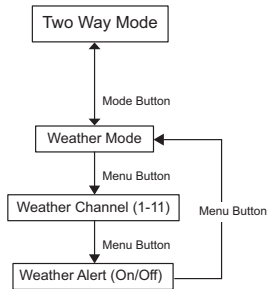 Two Way Mode
Mode Button
Weather Mode
Menu Button
Weather Channel (1-11)
Menu Button
Menu Button
Weather Alert (On/Off)